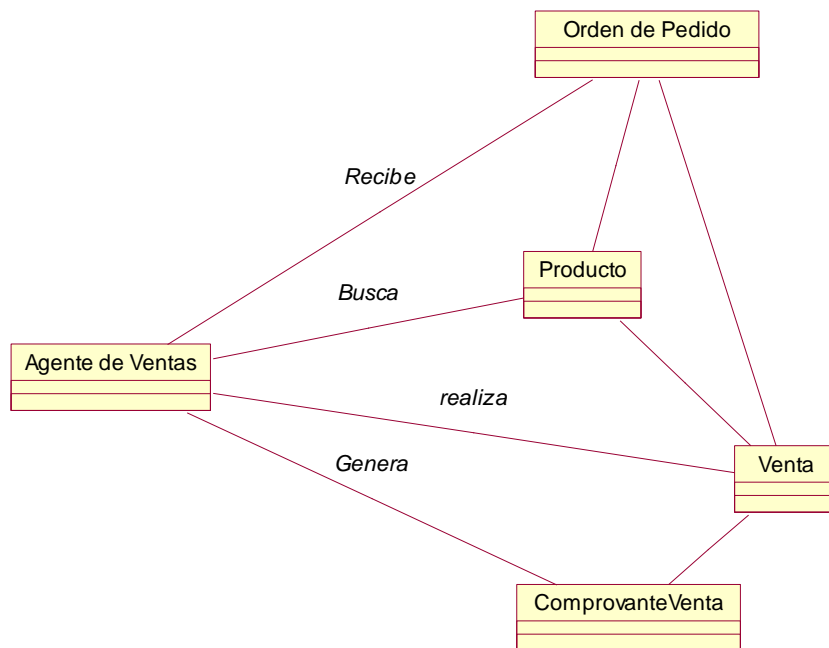 Orden de Pedido
Recibe
Producto
Busca
Agente de Ventas
realiza
Venta
Genera
ComprovanteVenta